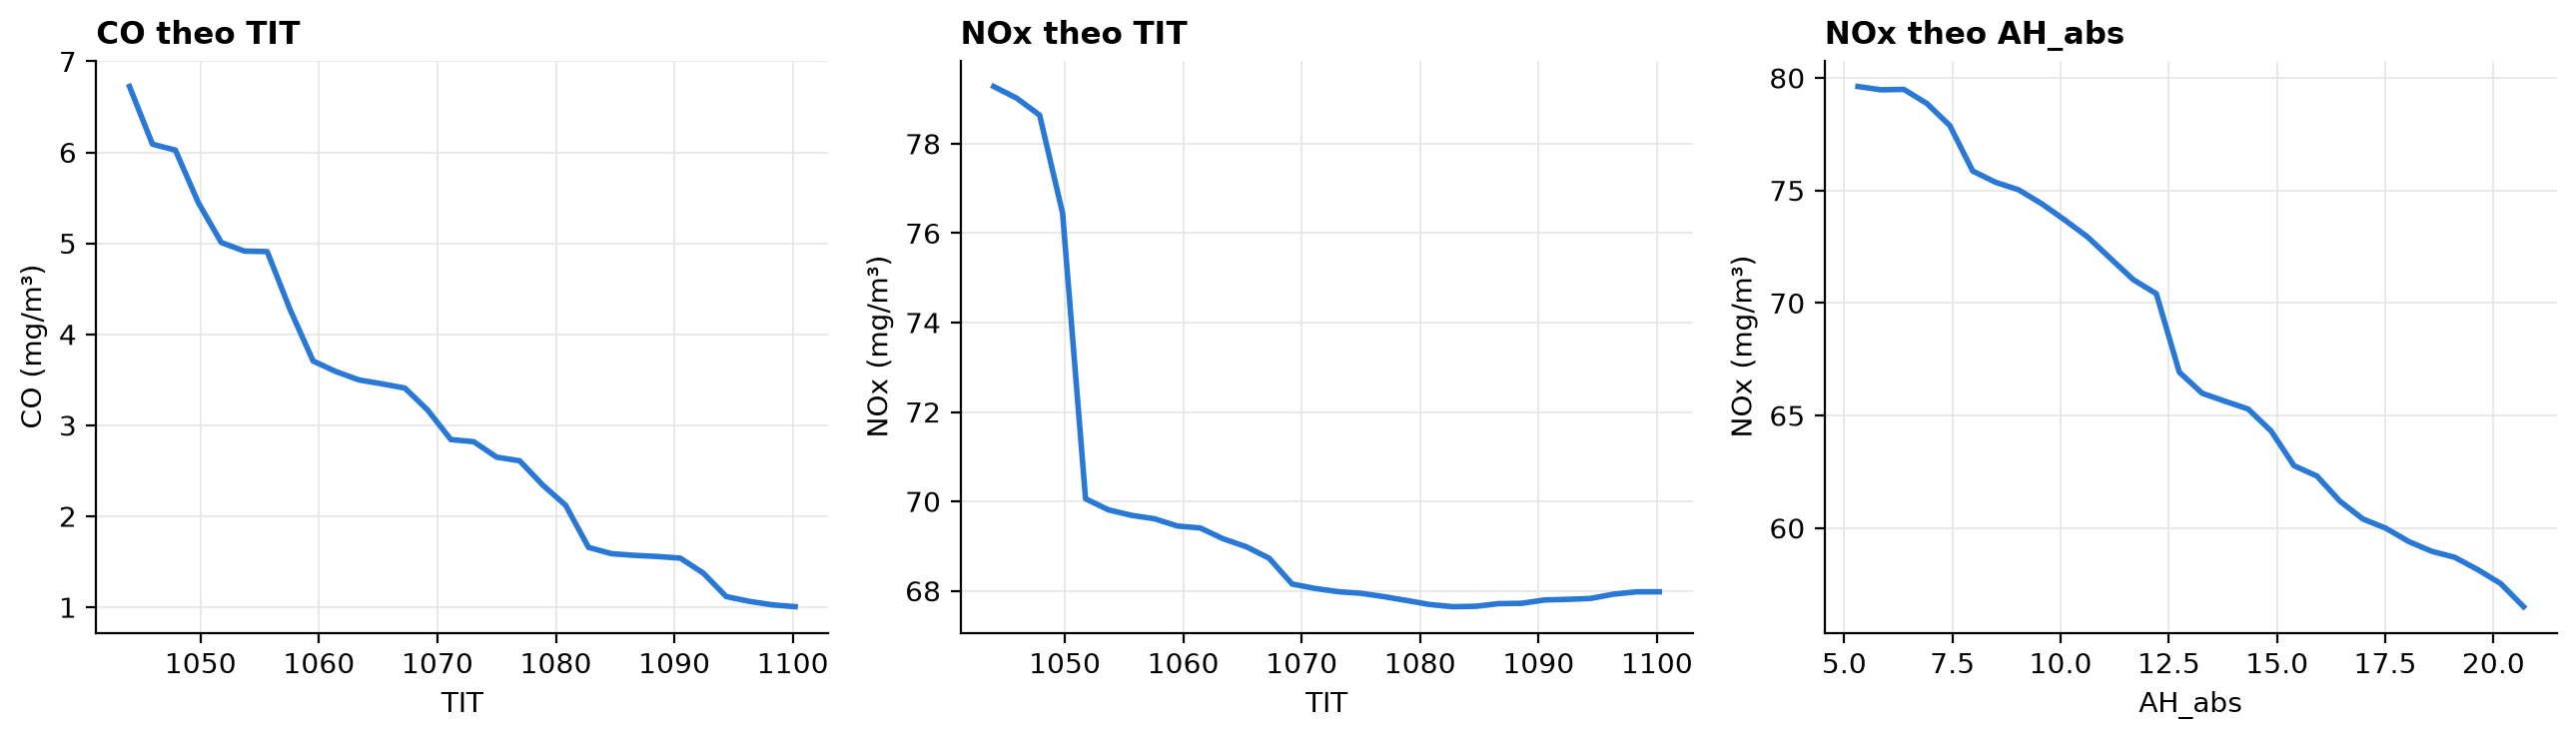 CO theo TIT
CO (mg/m³)
7
6
5
4
3
2
1
1050 1060 1070 1080 1090 1100
TIT
NOx theo TIT
NOx (mg/m³)
78
76
74
72
70
68
1050 1060 1070 1080 1090 1100
TIT
NOx theo AH_abs
NOx (mg/m³)
80
75
70
65
60
5.0 7.5 10.0 12.5 15.0 17.5 20.0
AH_abs